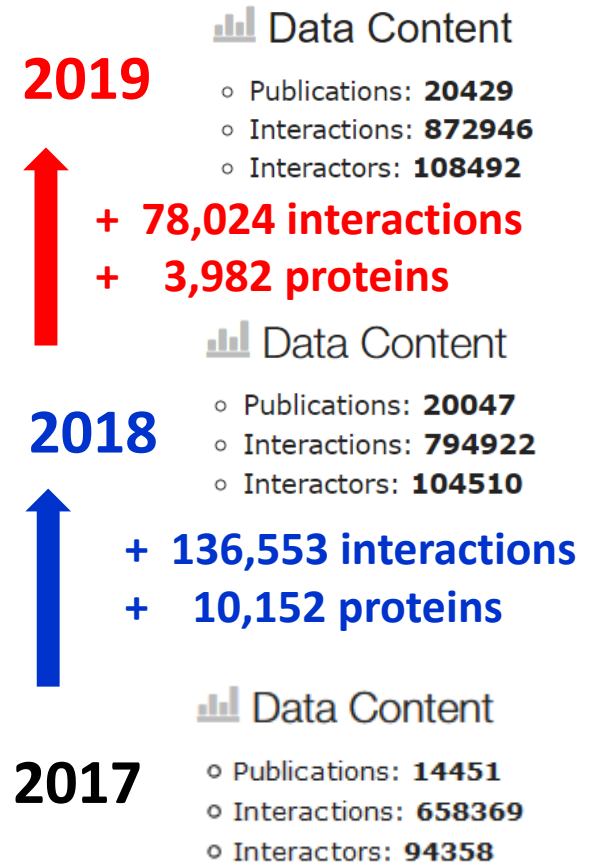 Data Content
2019
○ Publications: 20429
○ Interactions: 872946
○ Interactors: 108492
+ 78,024 interactions
+ 3,982 proteins
Data Content
2018
○ Publications: 20047
○ Interactions: 794922
○ Interactors: 104510
+ 136,553 interactions
+ 10,152 proteins
Data Content
2017
○ Publications: 14451
○ Interactions: 658369
○ Interactors: 94358